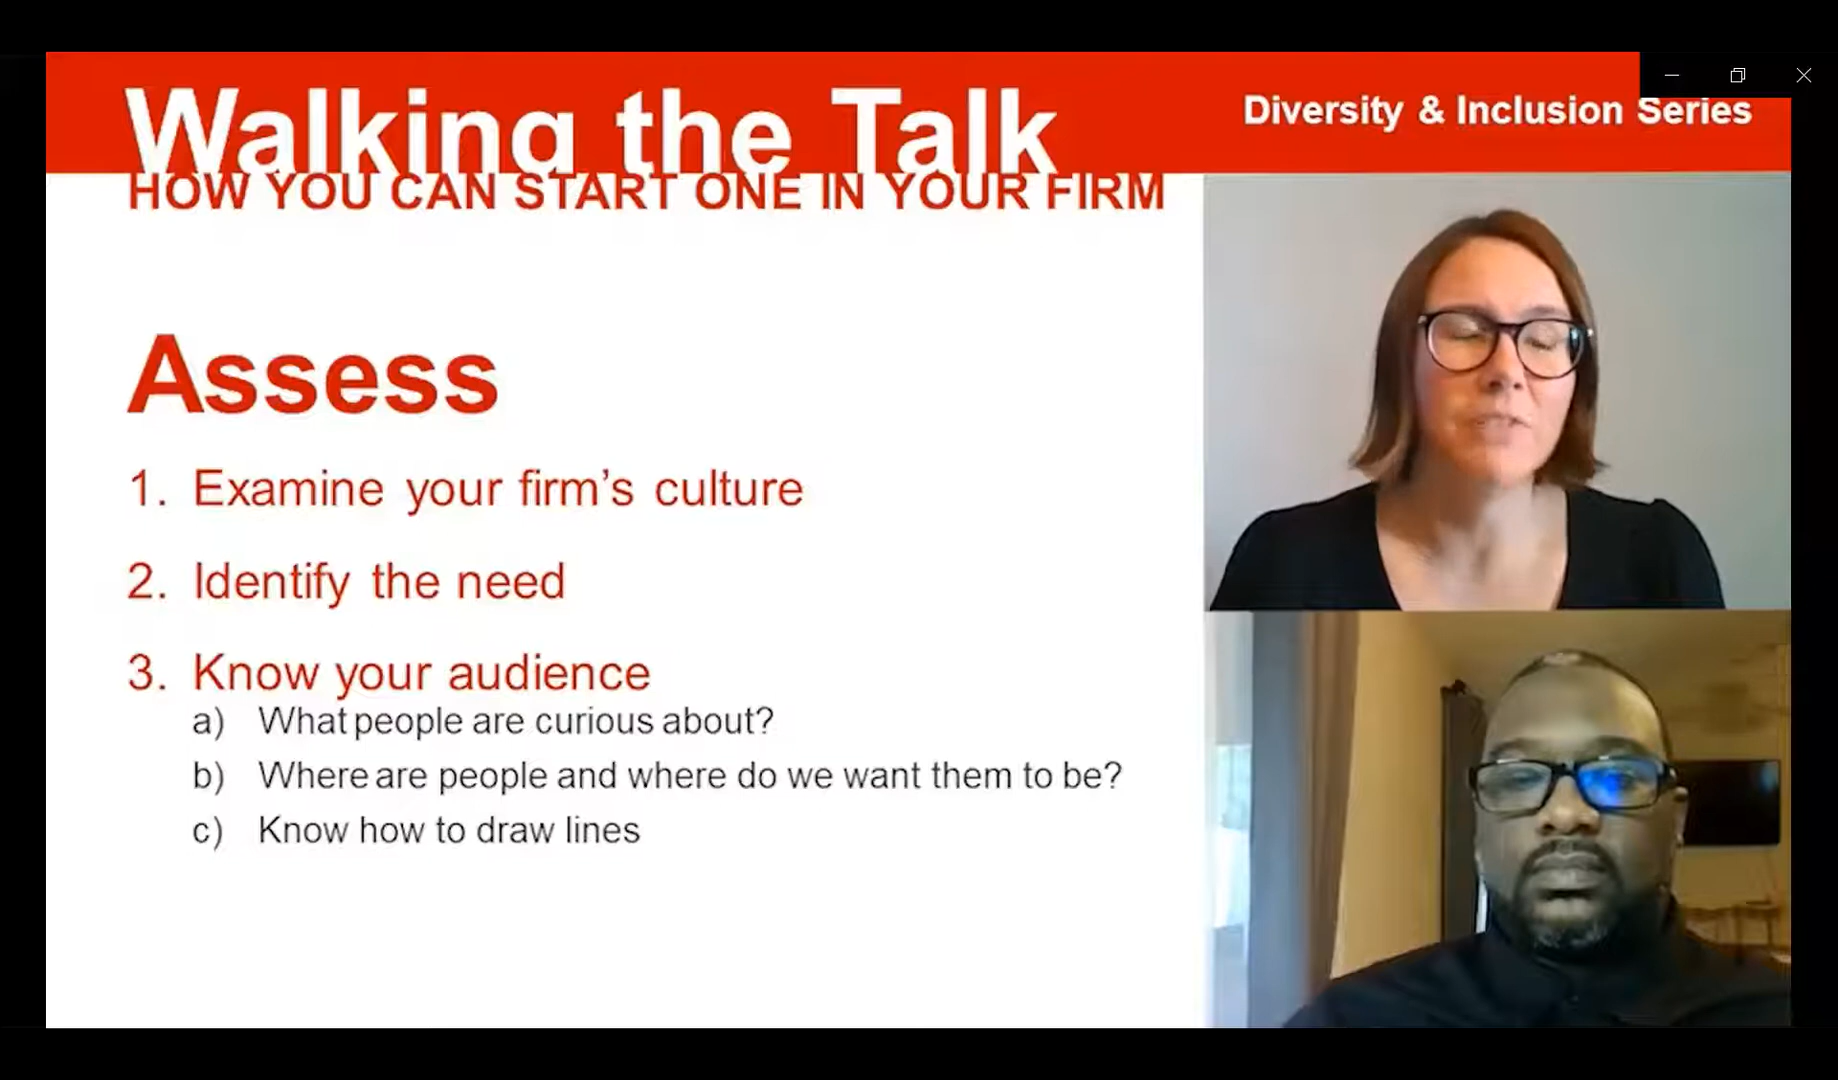 Walking the Talk
Diversity & Inclusion Series
HOW YOU CAN START ONE IN YOUR FIRM
Assess
1. Examine your firm’s culture
2. Identify the need
3. Know your audience
a) What people are curious about?
b) Where are people and where do we want them to be?
c) Know how to draw lines